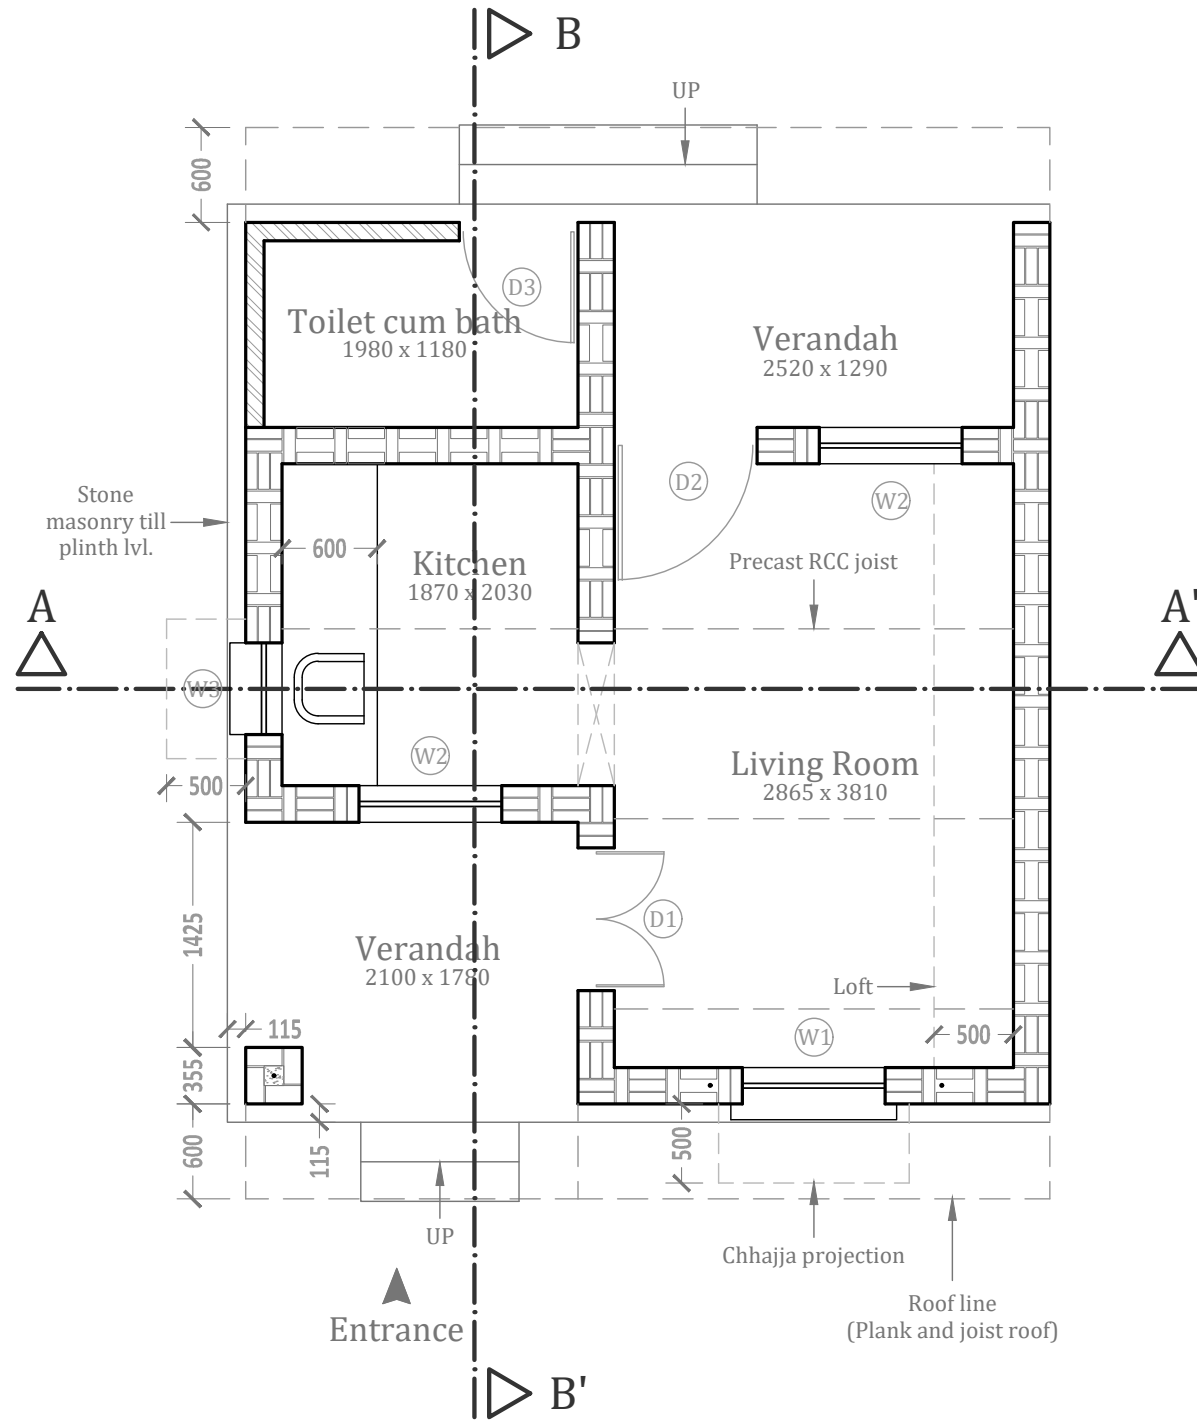 B
UP
600
D3
Toilet cum bath
1980 x 1180
Verandah
2520 x 1290
D2
W2
Stone
masonry till
plinth lvl.
600
Kitchen
1870 x 2030
Precast RCC joist
A
A'
W3
W2
Living Room
2865 x 3810
500
1425
D1
Verandah
2100 x 1780
Loft
115
W1
500
355
600
115
500
UP
Chhajja projection
Entrance
Roof line
(Plank and joist roof)
B'